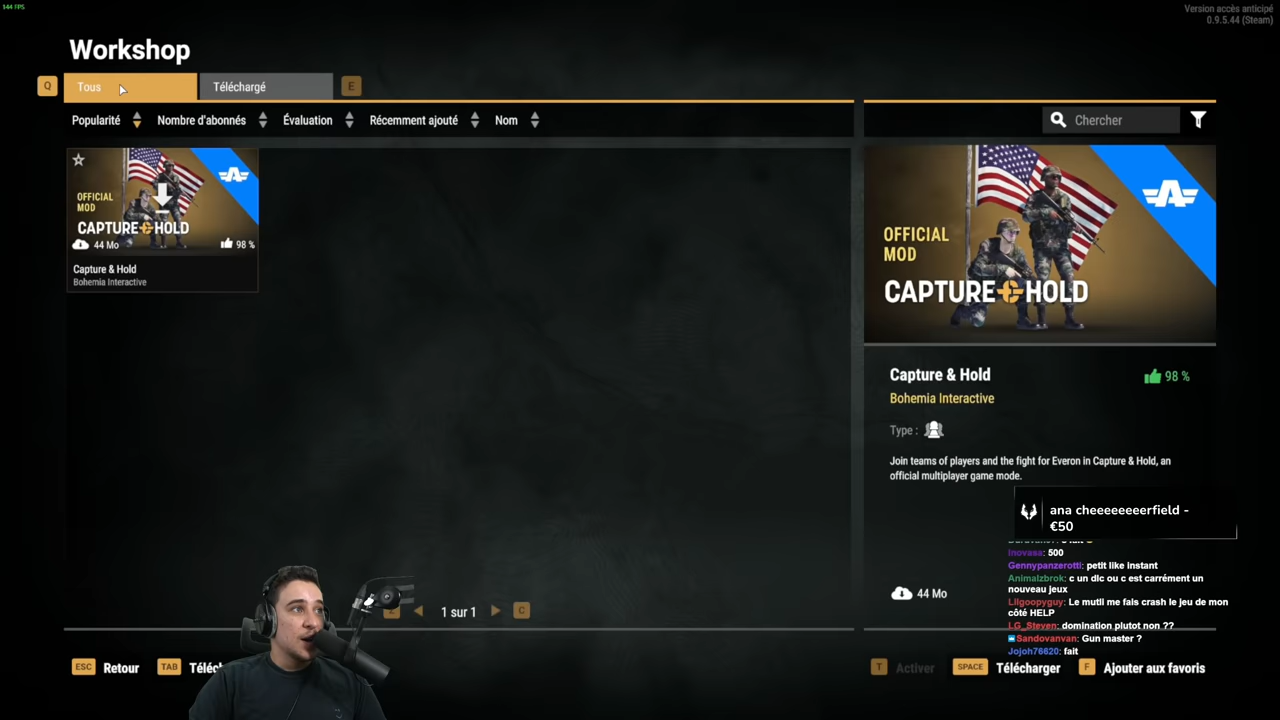 144 FPS
Version accès anticipé
0.9.5.44 (Steam)
Workshop
Q
Tous
Téléchargé
E
Popularité
Nombre d'abonnés
Évaluation
Récemment ajouté
Nom
Chercher
OFFICIAL
MOD
CAPTURE HOLD
44 Mo
98 %
Capture & Hold
Bohemia Interactive
OFFICIAL
MOD
CAPTURE HOLD
Capture & Hold
98 %
Bohemia Interactive
Type :
Join teams of players and the fight for Everon in Capture & Hold, an
official multiplayer game mode.
ana cheeeeeeeerfield -
€50
Inovasa: 500
Gennypanzerotti: petit like instant
Animalzbrok: c un dlc ou c est carrément un
nouveau jeux
Liigoopyguy: Le mutli me fais crash le jeu de mon
côté HELP
LG_Steven: domination plutot non ??
Sandovanvan: Gun master ?
Jojoh76620: fait
44 Mo
1 sur 1
C
ESC
Retour
TAB
Téléc
T
Activer
SPACE
Télécharger
F
Ajouter aux favoris